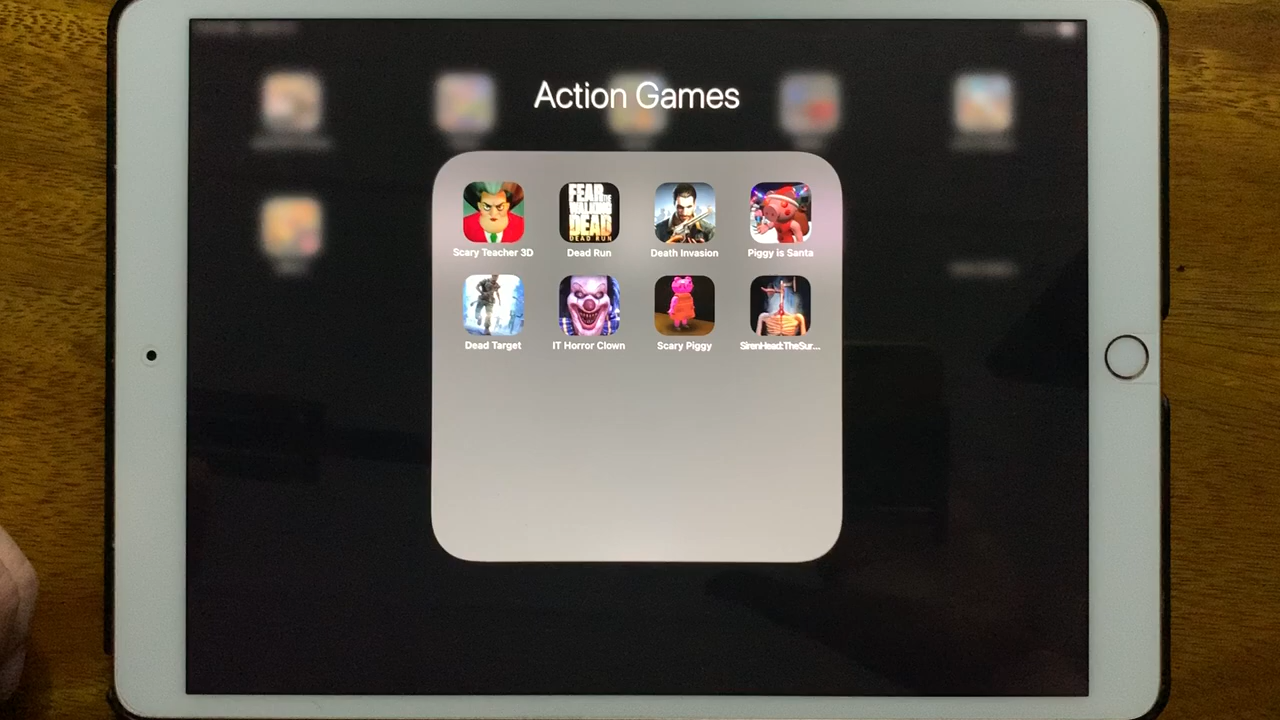 Action Games
FEAR THE
WALKING
DEAD
DEAD RUN
Scary Teacher 3D
Dead Run
Death Invasion
Piggy is Santa
Dead Target
IT Horror Clown
Scary Piggy
SirenHead:TheSur...